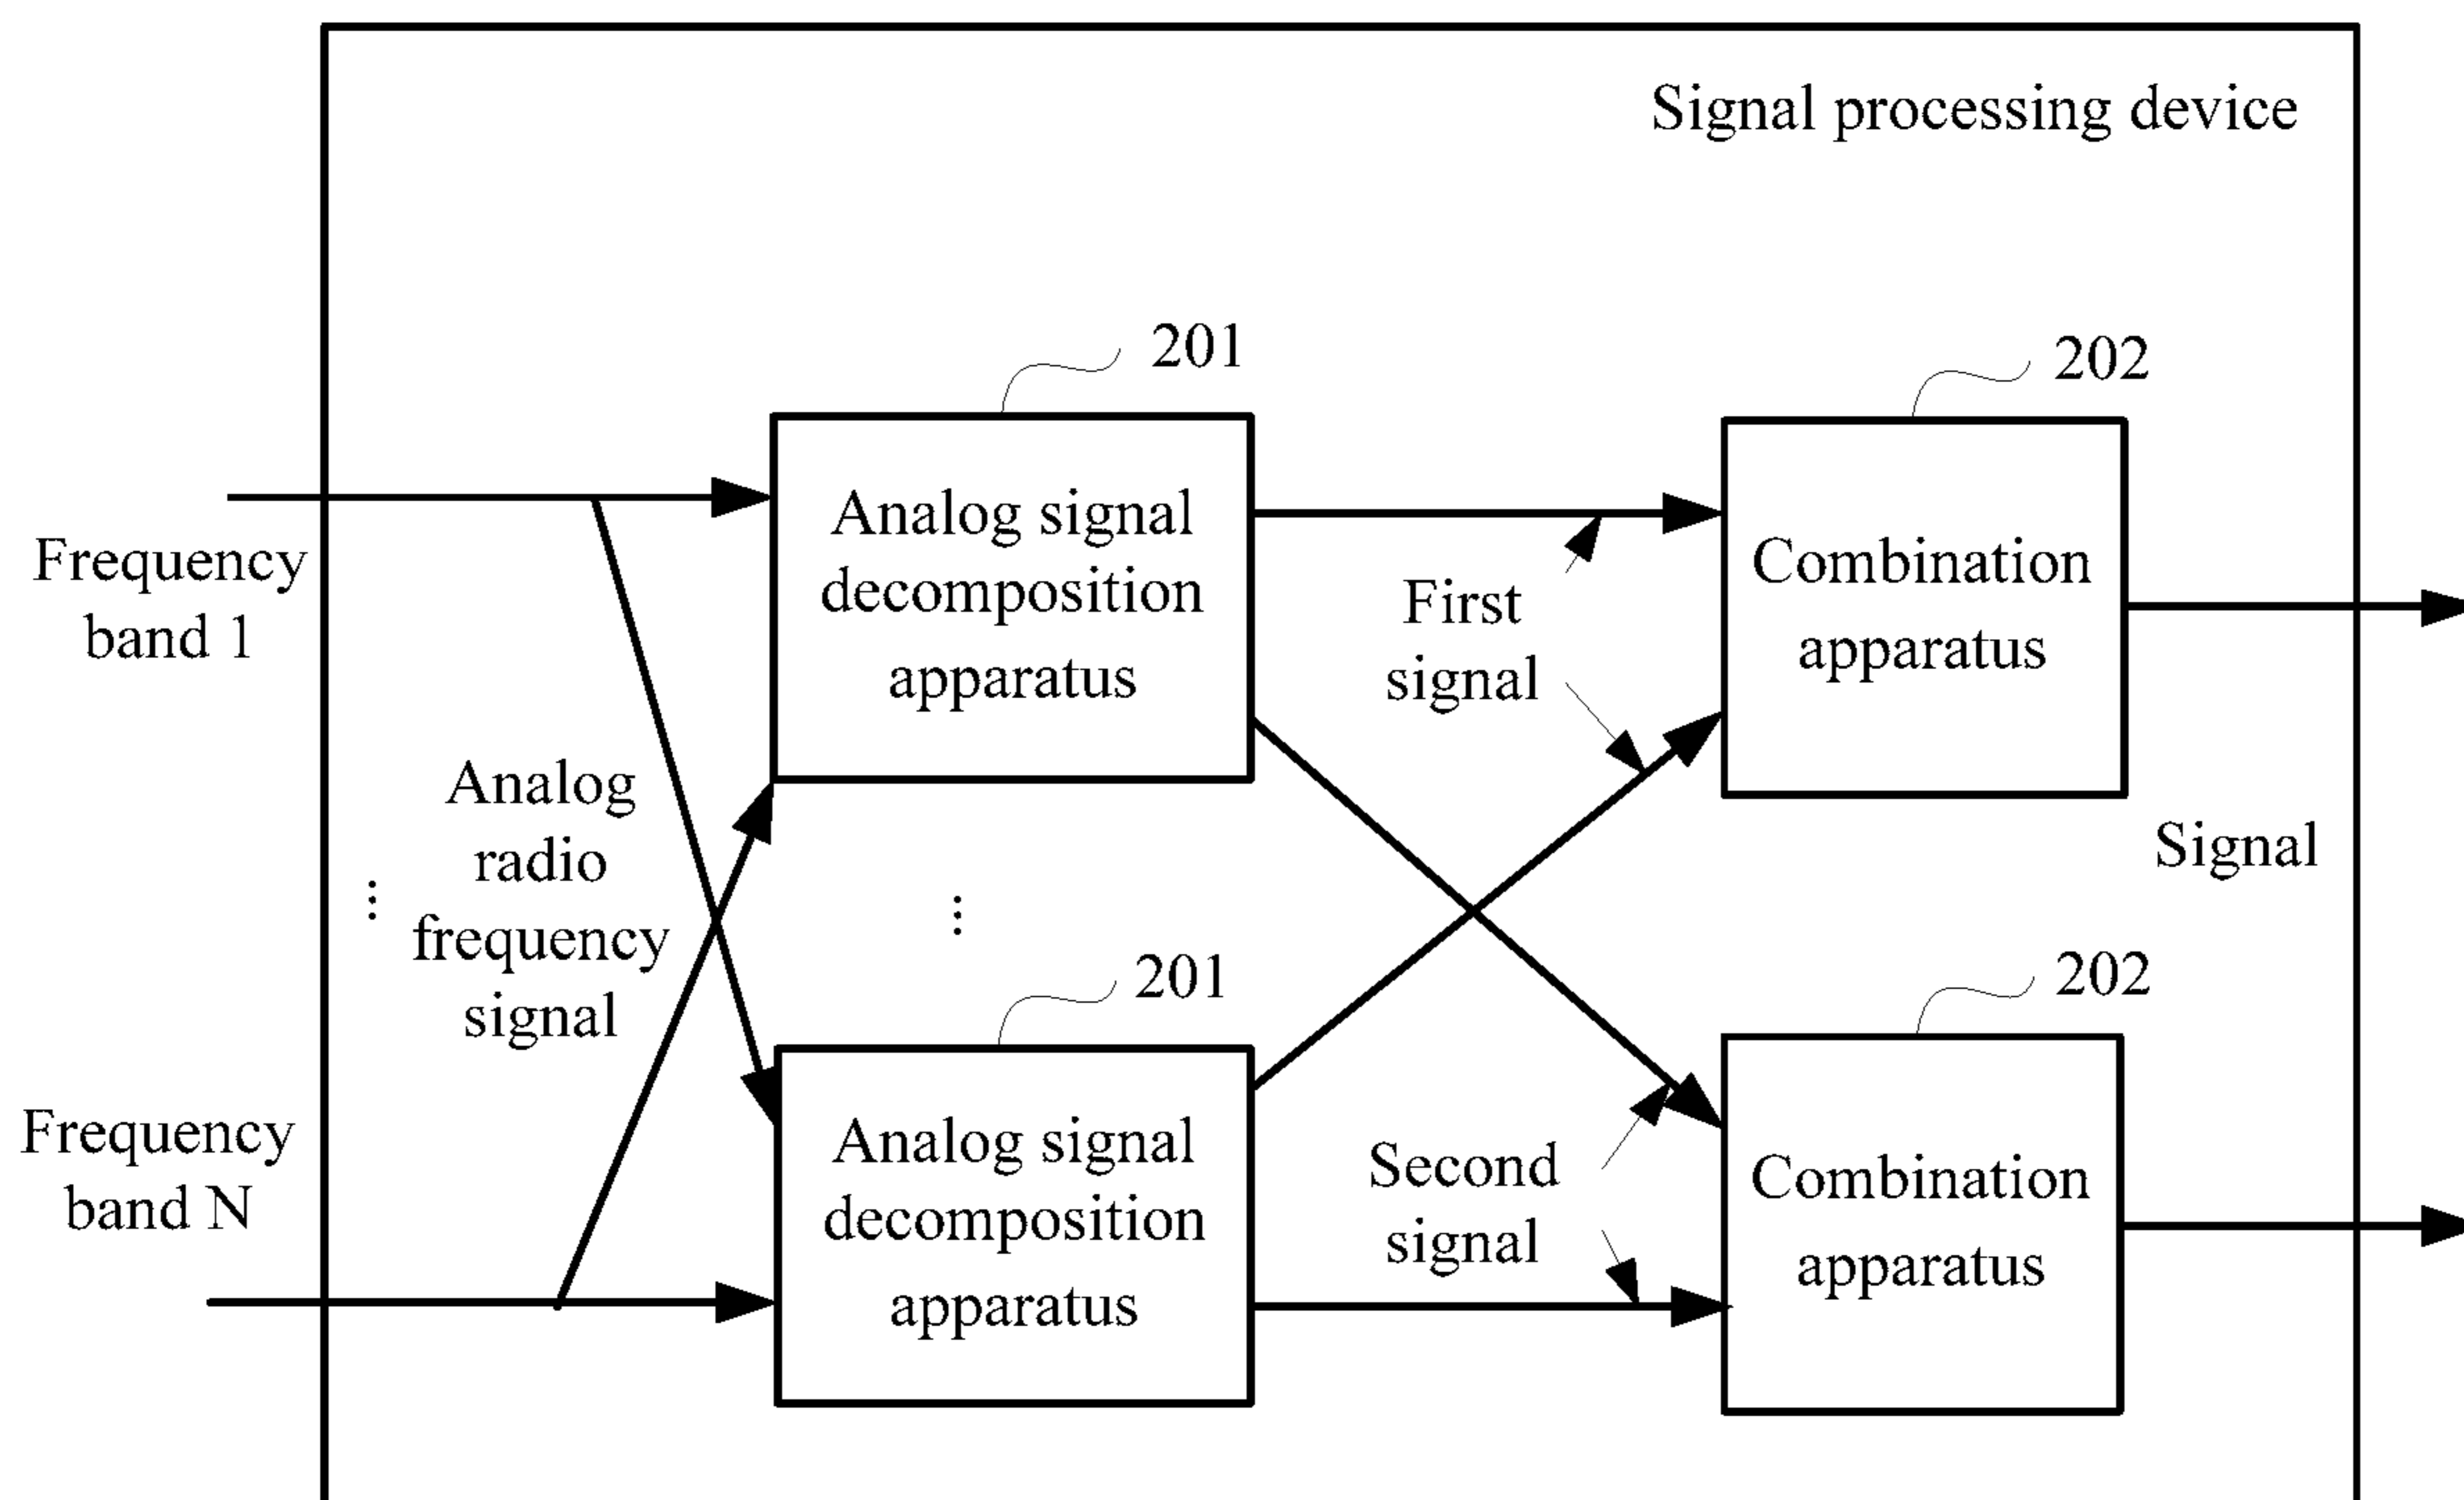 Signal processing device
201
202
Analog signal
decomposition
apparatus
Combination
apparatus
Frequency
band 1
First
signal
Analog
radio
frequency
signal
Signal
201
202
Frequency
band N
Analog signal
decomposition
apparatus
Second
signal
Combination
apparatus